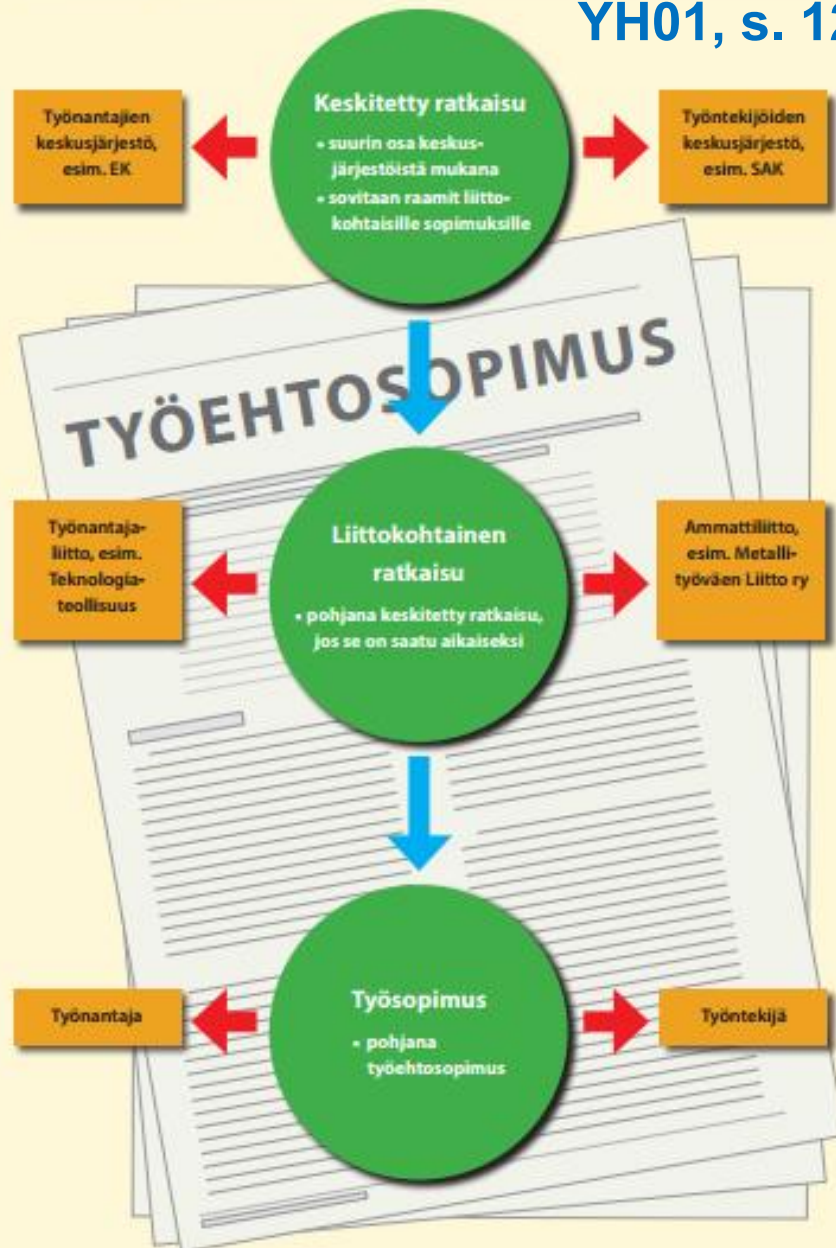 YH01, s. 12
Keskitetty ratkaisu
• suurin osa keskus-
järjestöistä mukana
• sovitaan raamit liitto-
kohtaisille sopimuksille
Työnantajien
keskusjärjestö,
esim. EK
Työntekijöiden
keskusjärjestö,
esim. SAK
TYÖEHTOSOPIMUS
Liittokohtainen
ratkaisu
• pohjana keskitetty ratkaisu,
jos se on saatu aikaiseksi
Työnantaja-
liitto, esim.
Teknologia-
teollisuus
Ammattiliitto,
esim. Metalli-
työväen Liitto ry
Työsopimus
• pohjana
työehtosopimus
Työnantaja
Työntekijä